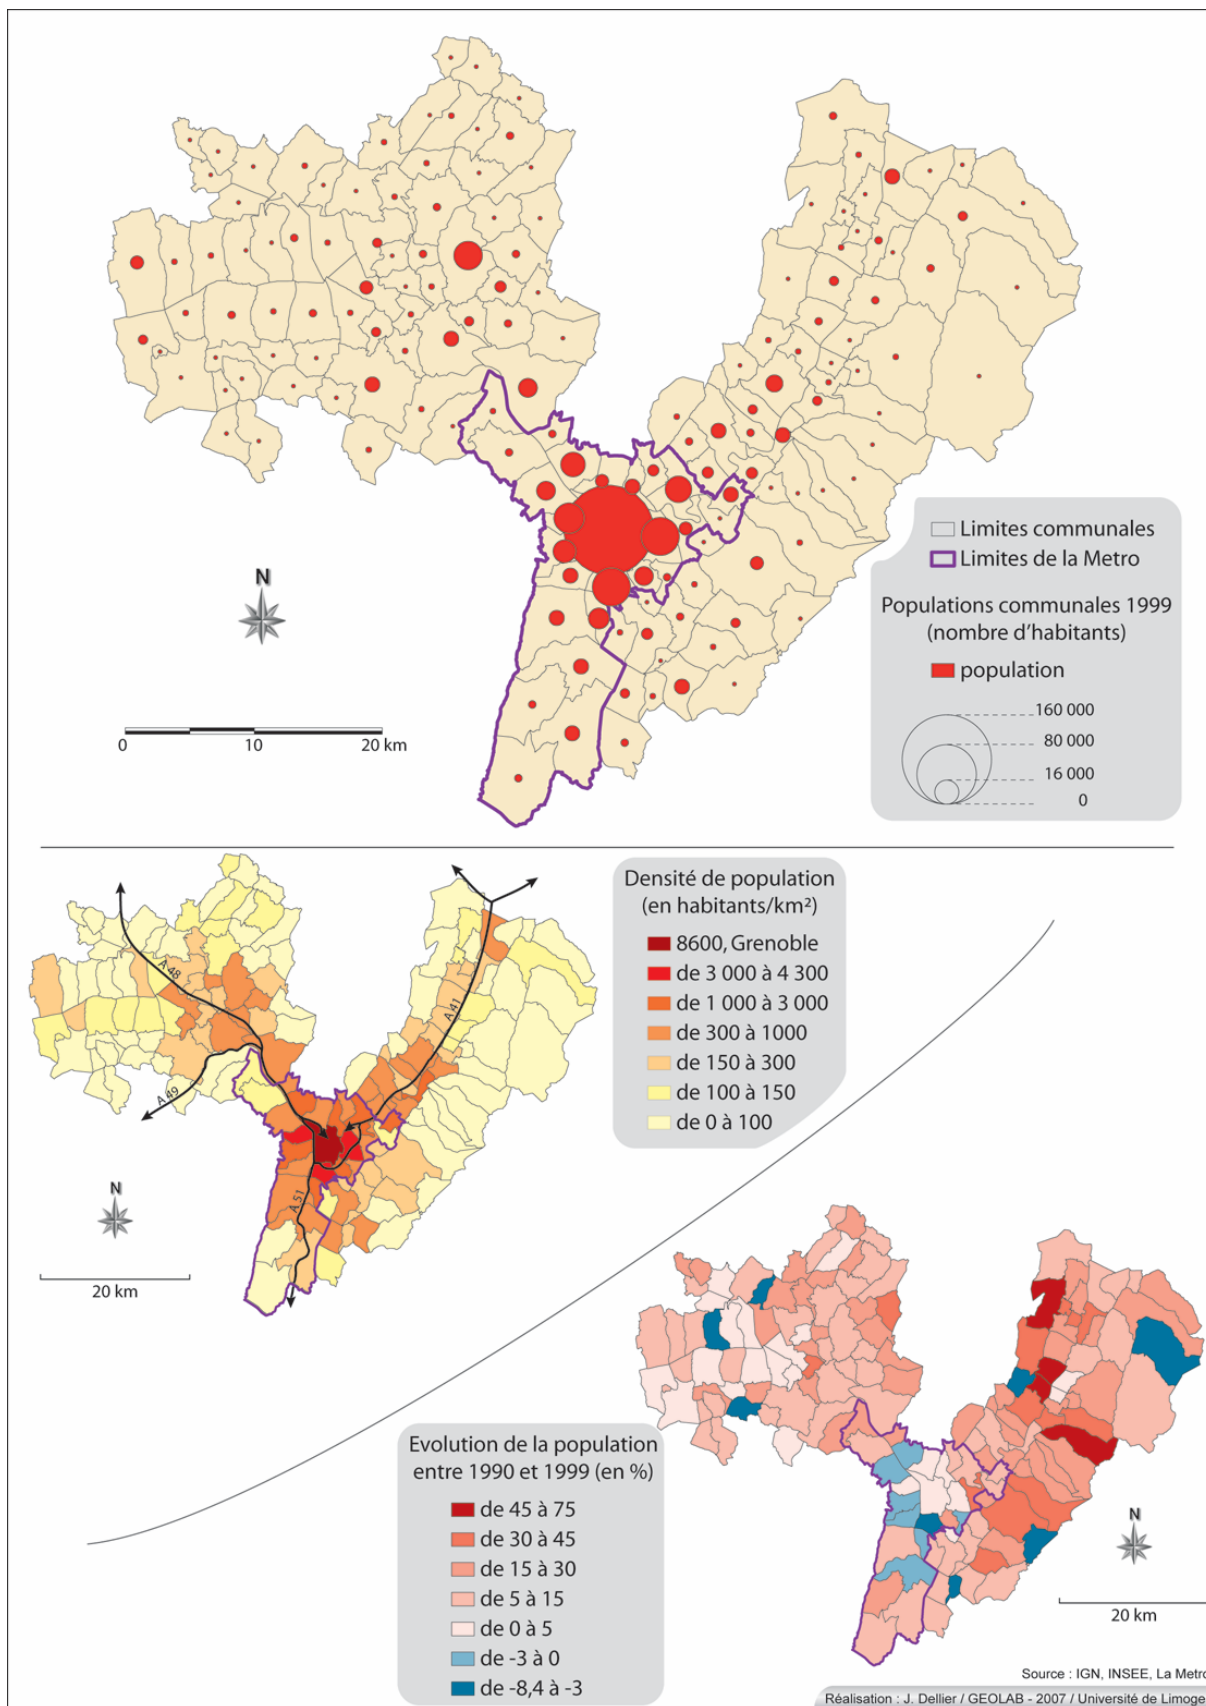 Limites communales
Limites de la Metro
Populations communales 1999
(nombre d'habitants)
population
160 000
80 000
16 000
0
N
0 10 20 km
Densité de population
(en habitants/km²)
8600, Grenoble
de 3 000 à 4 300
de 1 000 à 3 000
de 300 à 1000
de 150 à 300
de 100 à 150
de 0 à 100
A 48
A 41
A 49
A 51
N
20 km
Evolution de la population
entre 1990 et 1999 (en %)
de 45 à 75
de 30 à 45
de 15 à 30
de 5 à 15
de 0 à 5
de -3 à 0
de -8,4 à -3
N
20 km
Source : IGN, INSEE, La Metro
Réalisation : J. Dellier / GEOLAB - 2007 / Université de Limoge